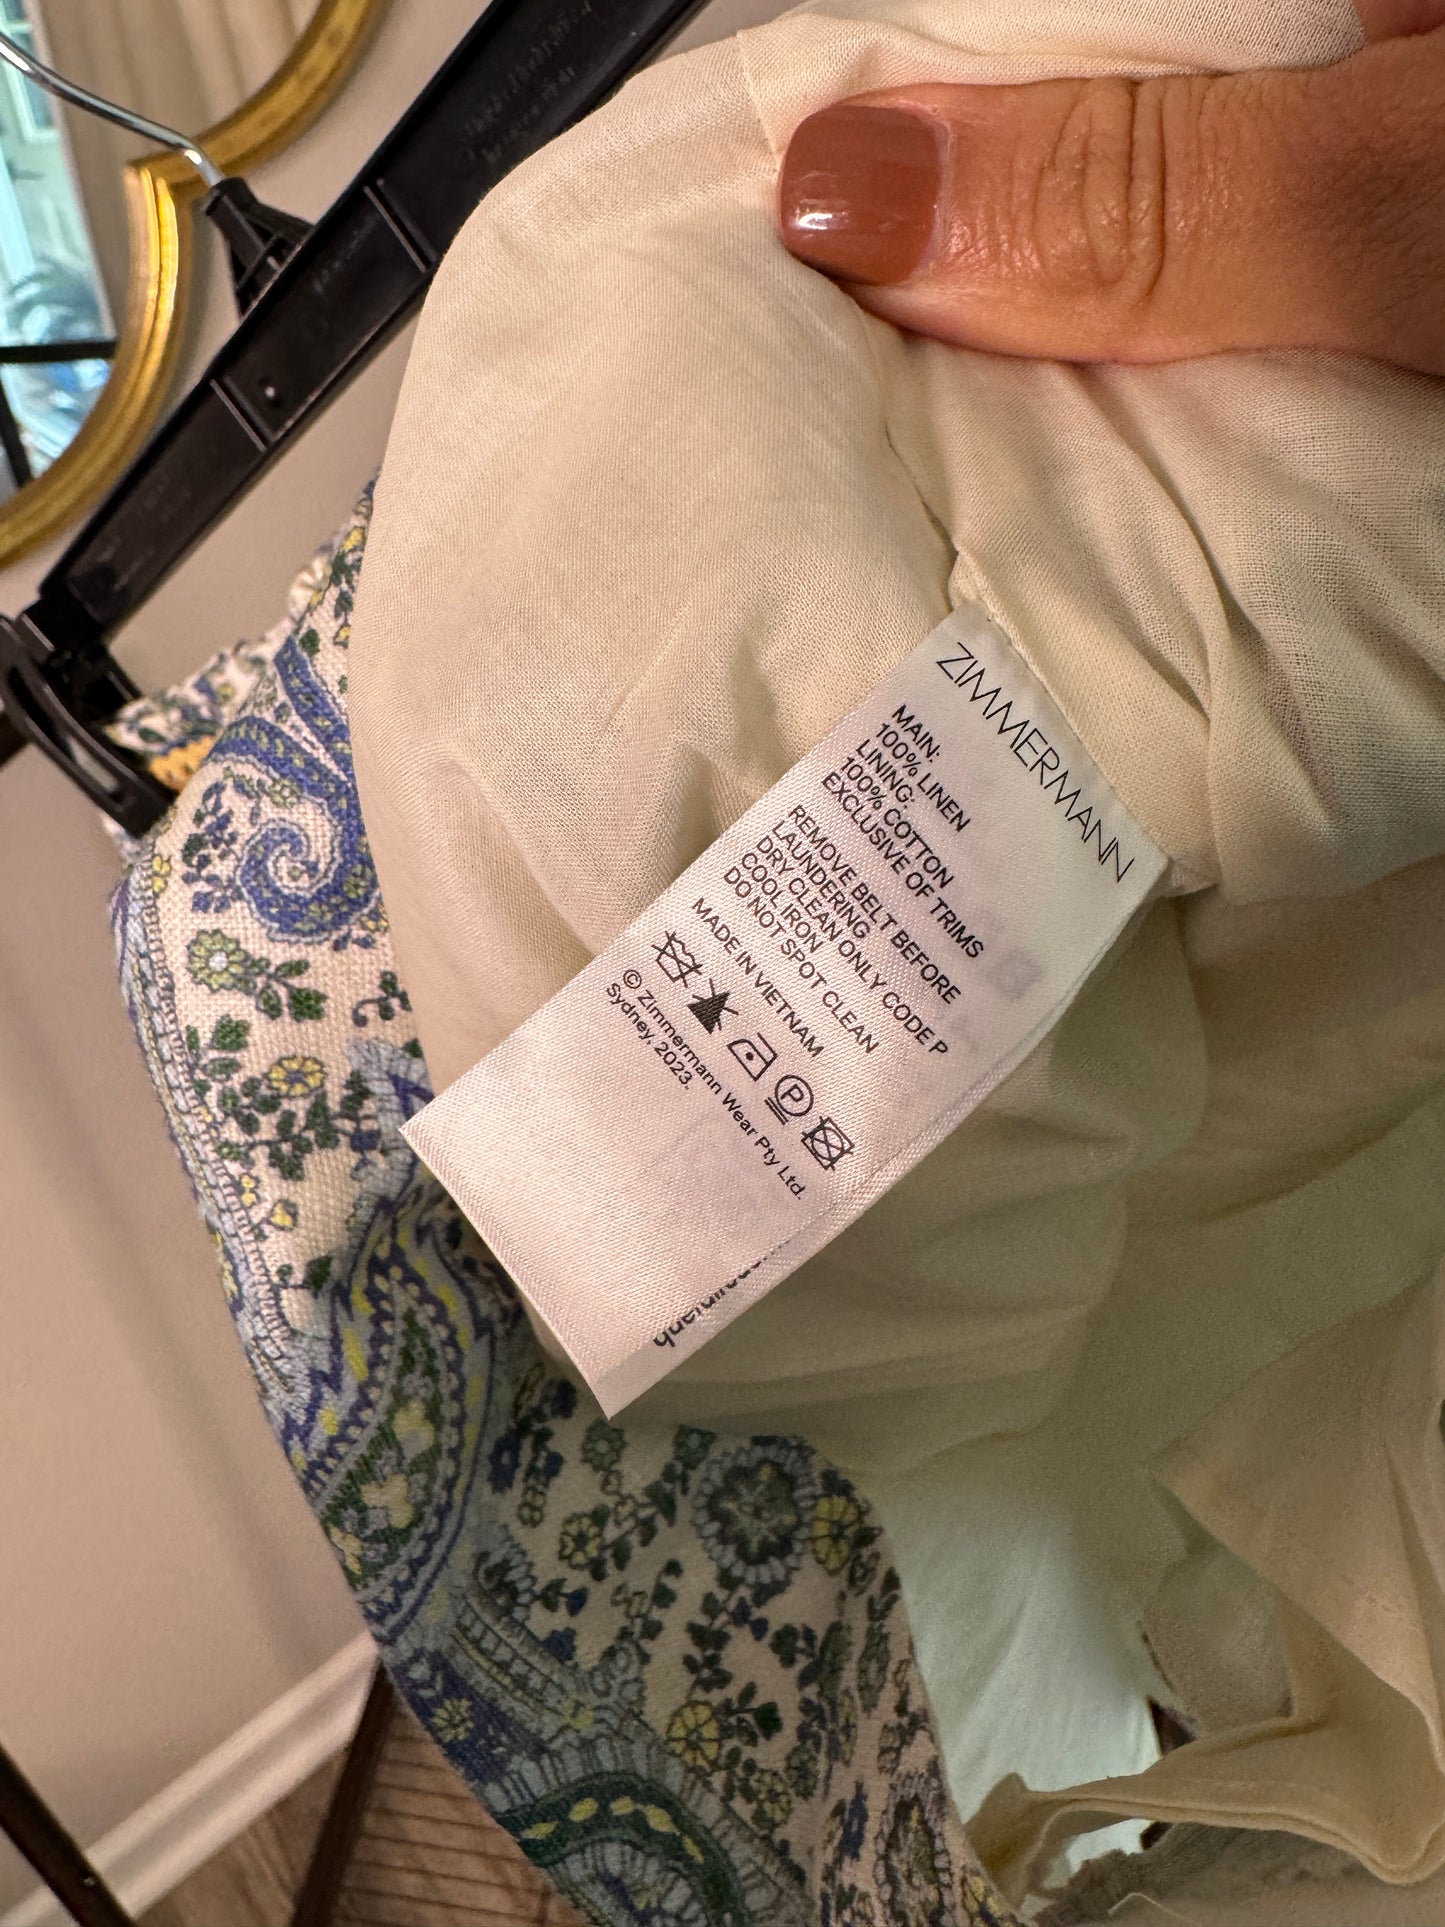 ZIMMERMANN
MAIN:
100% LINEN
LINING:
100% COTTON
EXCLUSIVE OF TRIMS
REMOVE BELT BEFORE
LAUNDERING
DRY CLEAN ONLY CODE P
COOL IRON
DO NOT SPOT CLEAN
MADE IN VIETNAM
P
© Zimmermann Wear Pty Ltd.
Sydney, 2023.